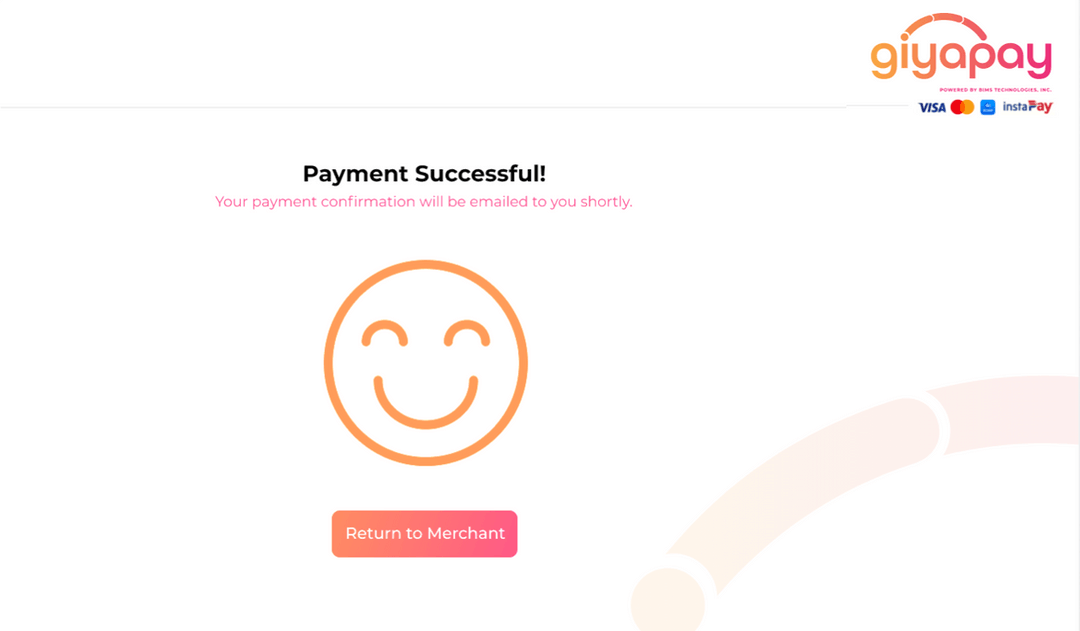 giyapay
POWERED BY BIMS TECHNOLOGIES, INC.
VISA instaPay
Payment Successful!
Your payment confirmation will be emailed to you shortly.
Return to Merchant